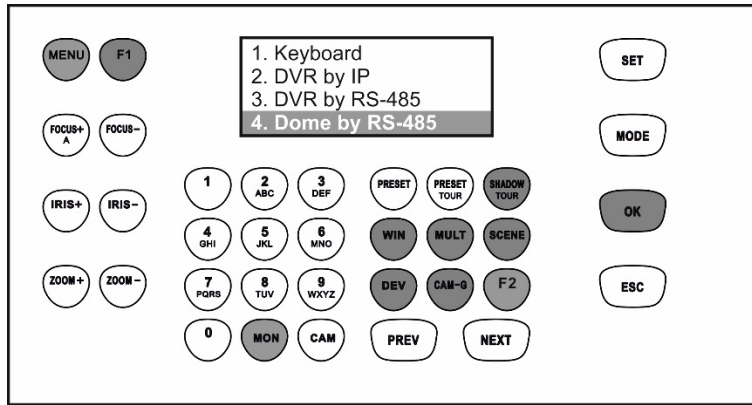 MENU F1
1. Keyboard
2. DVR by IP
3. DVR by RS-485
4. Dome by RS-485
SET
FOCUS+ FOCUS-
A
MODE
1 2 3
ABC DEF
PRESET PRESET SHADOW
TOUR TOUR
IRIS+ IRIS-
OK
4 5 6
GHI JKL MNO
WIN MULT SCENE
ZOOM+ ZOOM-
7 8 9
PQRS TUV WXYZ
DEV CAM-G F2
ESC
0 MON CAM
PREV NEXT